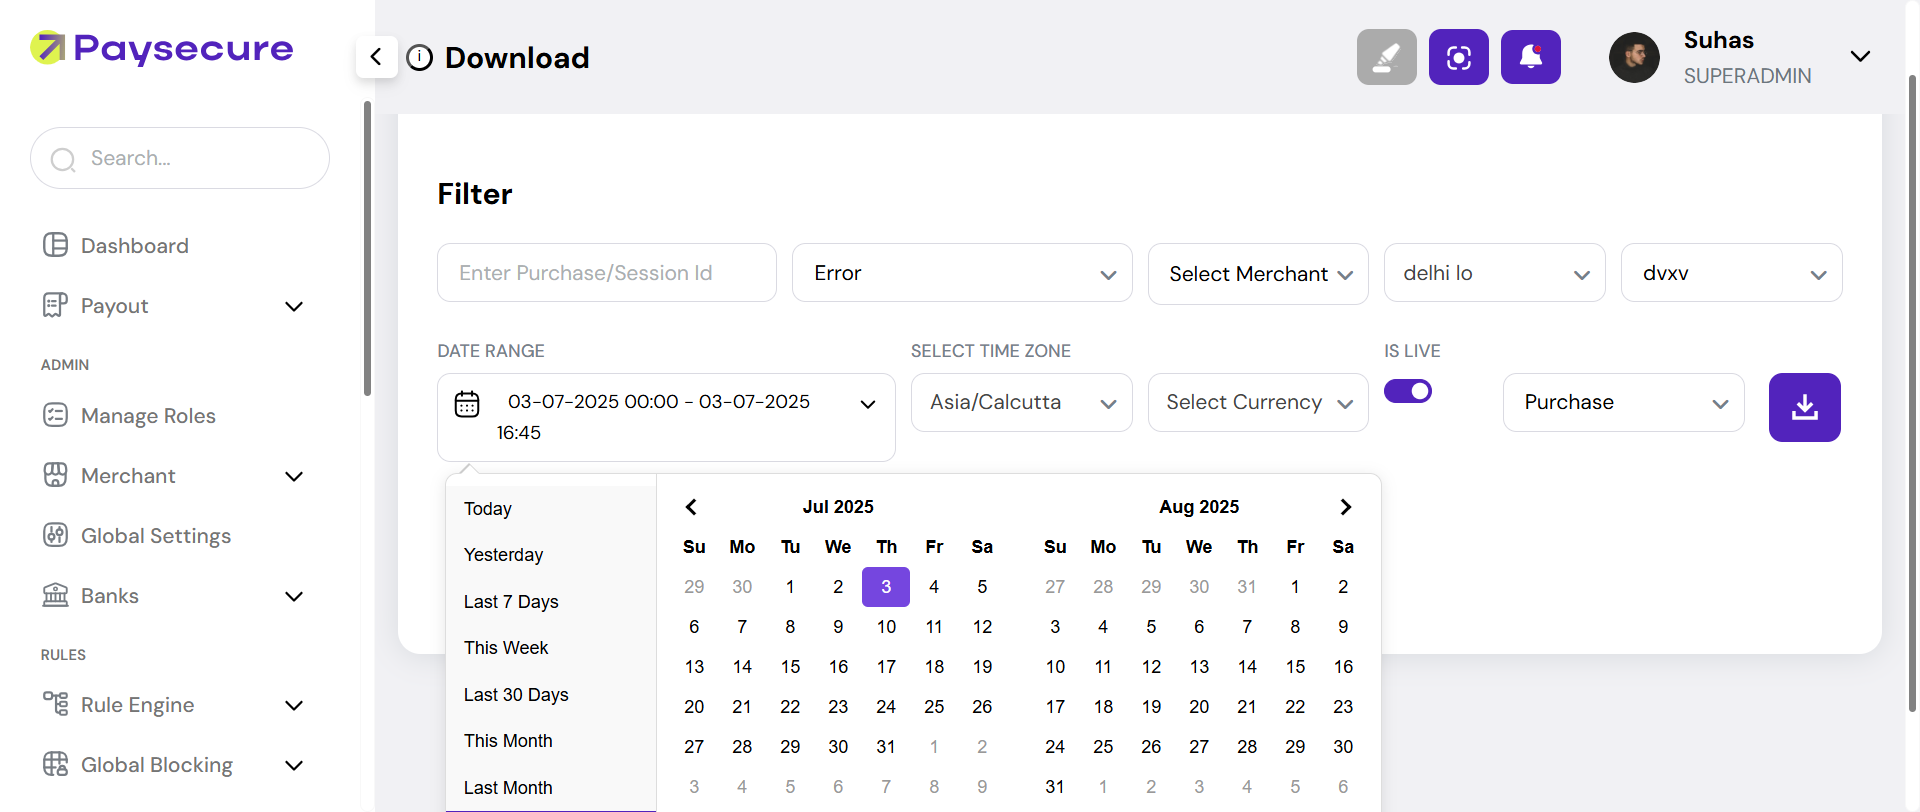 Paysecure
Download
Suhas
SUPERADMIN
Search...
Dashboard
Payout
ADMIN
Manage Roles
Merchant
Global Settings
Banks
RULES
Rule Engine
Global Blocking
Filter
Enter Purchase/Session Id
Error
Select Merchant
delhi lo
dvxv
DATE RANGE
SELECT TIME ZONE
IS LIVE
03-07-2025 00:00 - 03-07-2025
16:45
Asia/Calcutta
Select Currency
Purchase
Today
Yesterday
Last 7 Days
This Week
Last 30 Days
This Month
Last Month
Jul 2025
Su Mo Tu We Th Fr Sa
29 30 1 2 3 4 5
6 7 8 9 10 11 12
13 14 15 16 17 18 19
20 21 22 23 24 25 26
27 28 29 30 31 1 2
3 4 5 6 7 8 9
Aug 2025
Su Mo Tu We Th Fr Sa
27 28 29 30 31 1 2
3 4 5 6 7 8 9
10 11 12 13 14 15 16
17 18 19 20 21 22 23
24 25 26 27 28 29 30
31 1 2 3 4 5 6